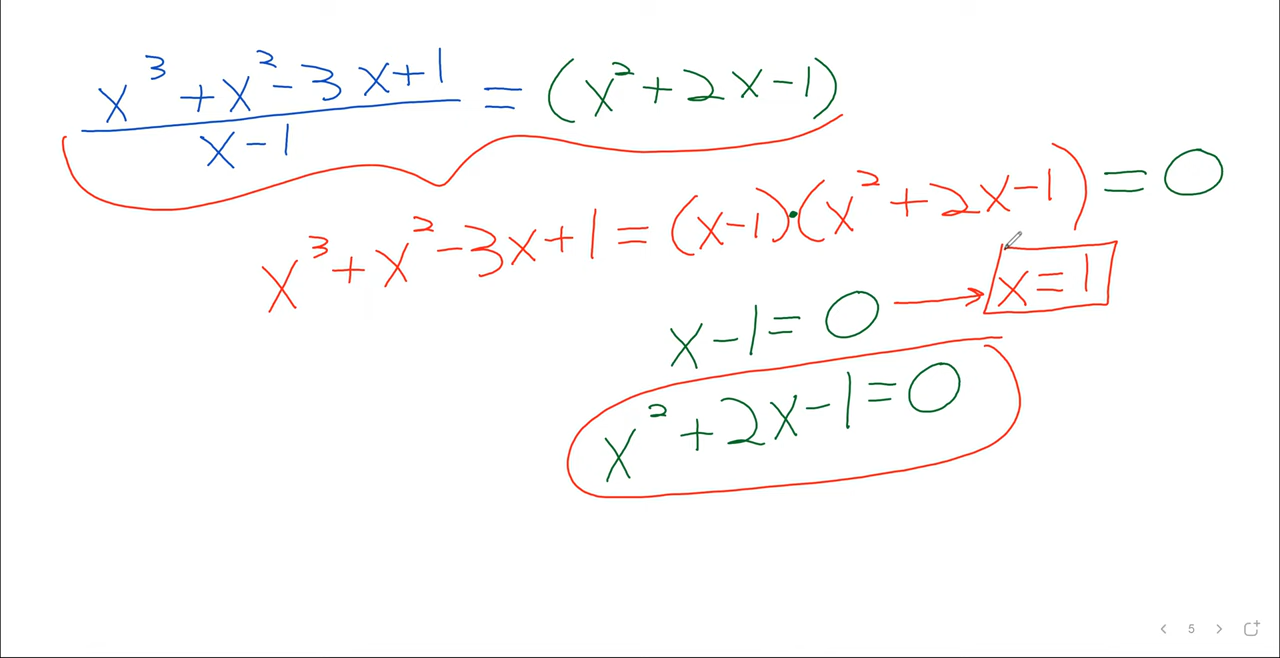 x³ + x² - 3x + 1 / x - 1 = (x² + 2x - 1)
x³ + x² - 3x + 1 = (x - 1) · (x² + 2x - 1) = 0
x - 1 = 0 → x = 1
x² + 2x - 1 = 0
< 5 >